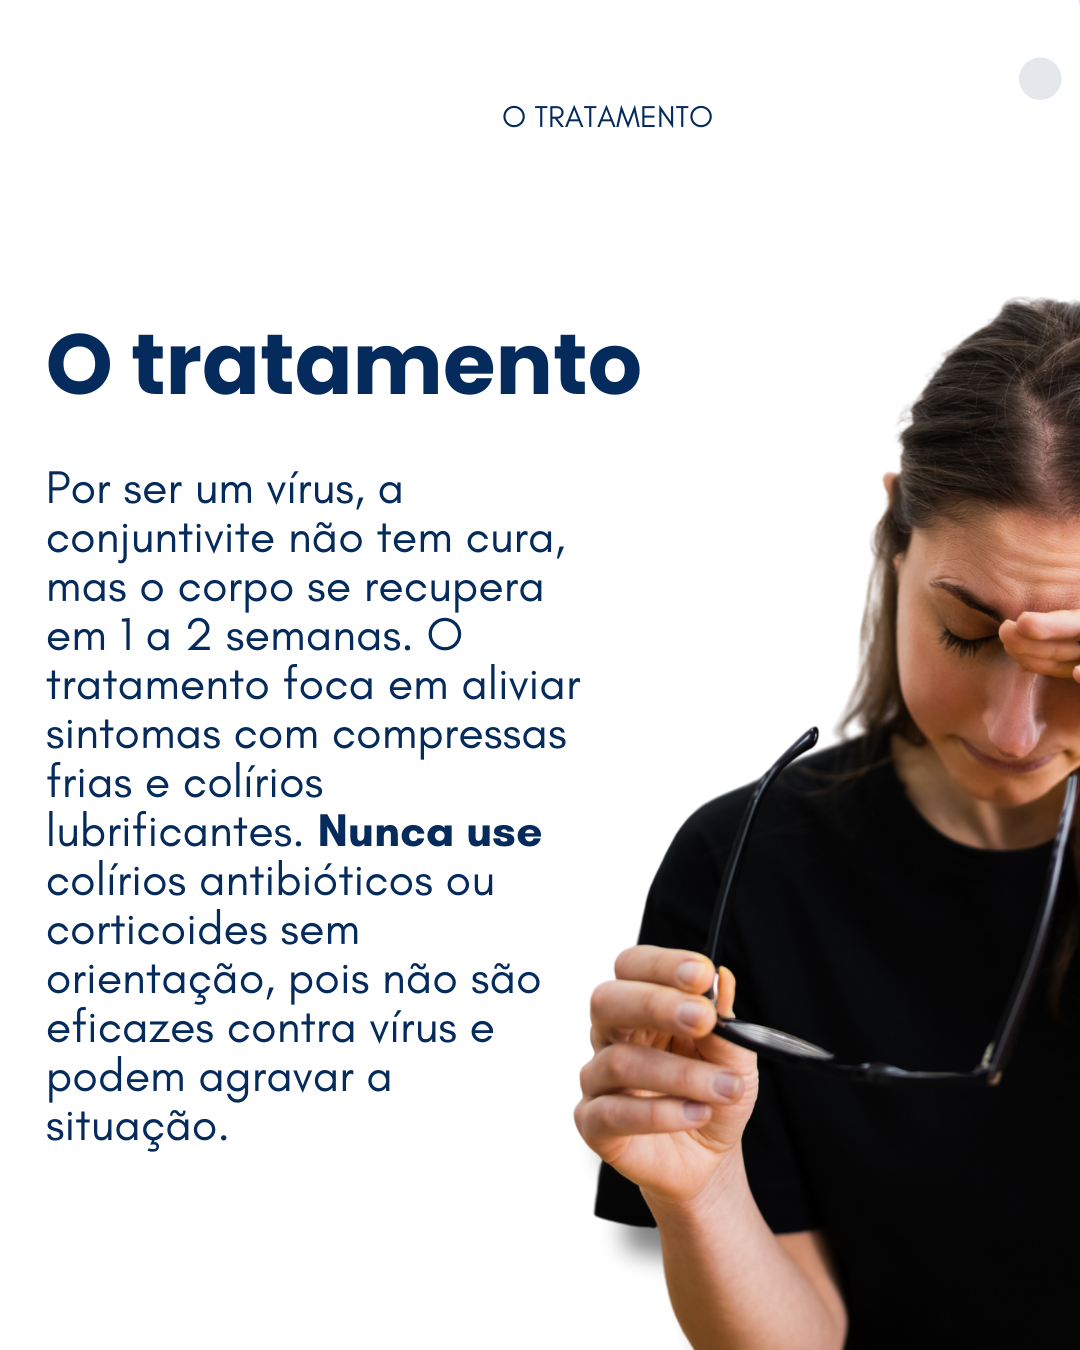 O TRATAMENTO
O tratamento
Por ser um vírus, a
conjuntivite não tem cura,
mas o corpo se recupera
em 1 a 2 semanas. O
tratamento foca em aliviar
sintomas com compressas
frias e colírios
lubrificantes. Nunca use
colírios antibióticos ou
corticoides sem
orientação, pois não são
eficazes contra vírus e
podem agravar a
situação.